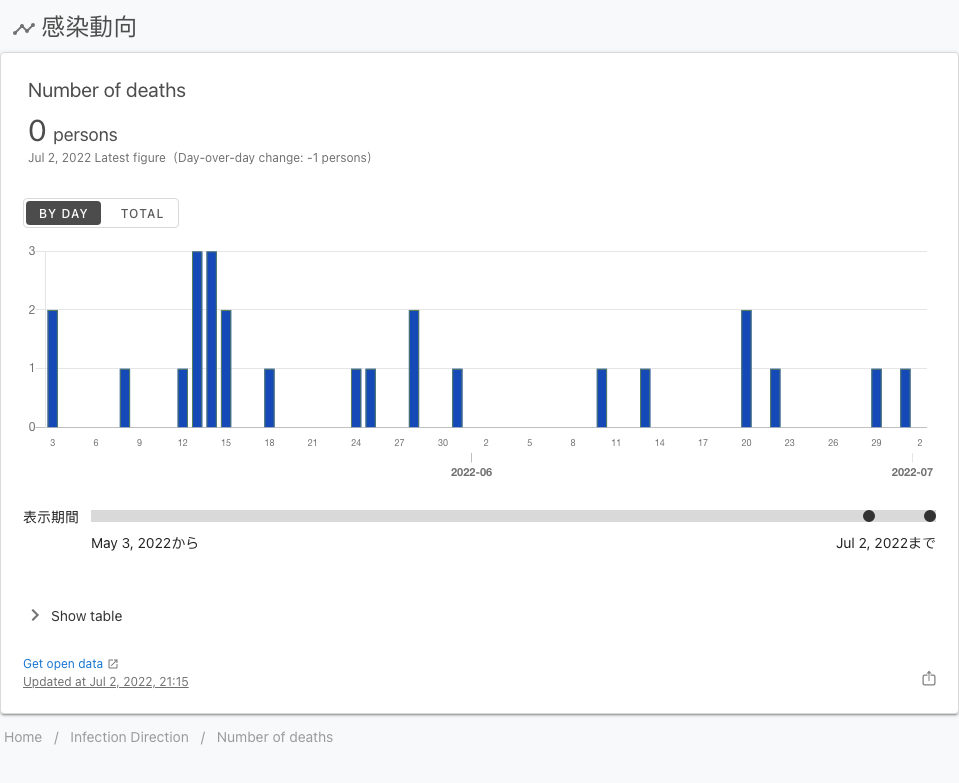 感染動向
Number of deaths
0 persons
Jul 2, 2022 Latest figure (Day-over-day change: -1 persons)
BY DAY TOTAL
3
2
1
0
3 6 9 12 15 18 21 24 27 30 2 5 8 11 14 17 20 23 26 29 2
2022-06 2022-07
表示期間
May 3, 2022から Jul 2, 2022まで
Show table
Get open data
Updated at Jul 2, 2022, 21:15
Home / Infection Direction / Number of deaths